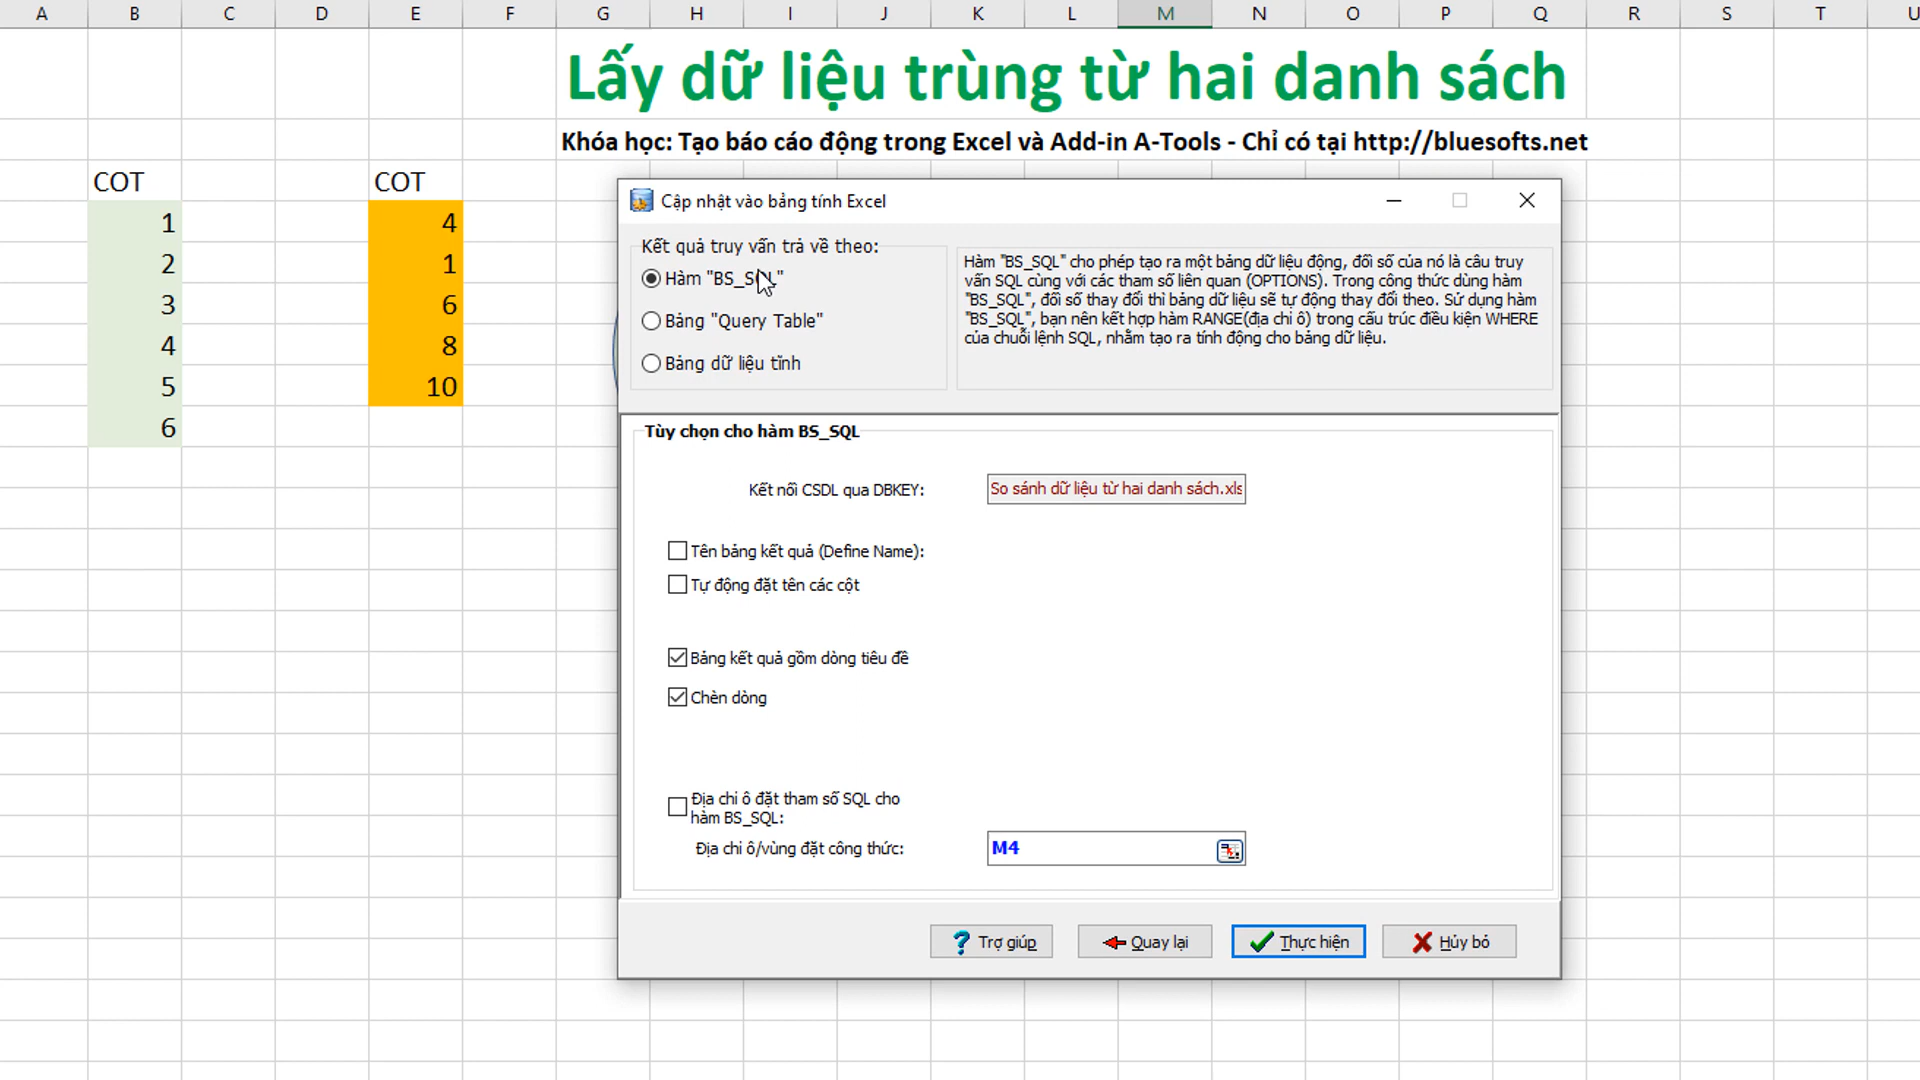 A B C D E F G H I J K L M N O P Q R S T U
Lấy dữ liệu trùng từ hai danh sách
Khóa học: Tạo báo cáo động trong Excel và Add-in A-Tools - Chỉ có tại http://bluesofts.net
COT COT
1 4
2 1
3 6
4 8
5 10
6
Cập nhật vào bảng tính Excel
Kết quả truy vấn trả về theo:
Hàm "BS_SQL"
Bảng "Query Table"
Bảng dữ liệu tĩnh
Hàm "BS_SQL" cho phép tạo ra một bảng dữ liệu động, đối số của nó là câu truy
vấn SQL cùng với các tham số liên quan (OPTIONS). Trong công thức dùng hàm
"BS_SQL", đối số thay đổi thì bảng dữ liệu sẽ tự động thay đổi theo. Sử dụng hàm
"BS_SQL", bạn nên kết hợp hàm RANGE(địa chỉ ô) trong cấu trúc điều kiện WHERE
của chuỗi lệnh SQL, nhằm tạo ra tính động cho bảng dữ liệu.
Tùy chọn cho hàm BS_SQL
Kết nối CSDL qua DBKEY: So sánh dữ liệu từ hai danh sách.xls
Tên bảng kết quả (Define Name):
Tự động đặt tên các cột
Bảng kết quả gồm dòng tiêu đề
Chèn dòng
Địa chỉ ô đặt tham số SQL cho
hàm BS_SQL:
Địa chỉ ô/vùng đặt công thức: M4
Trợ giúp Quay lại Thực hiện Hủy bỏ